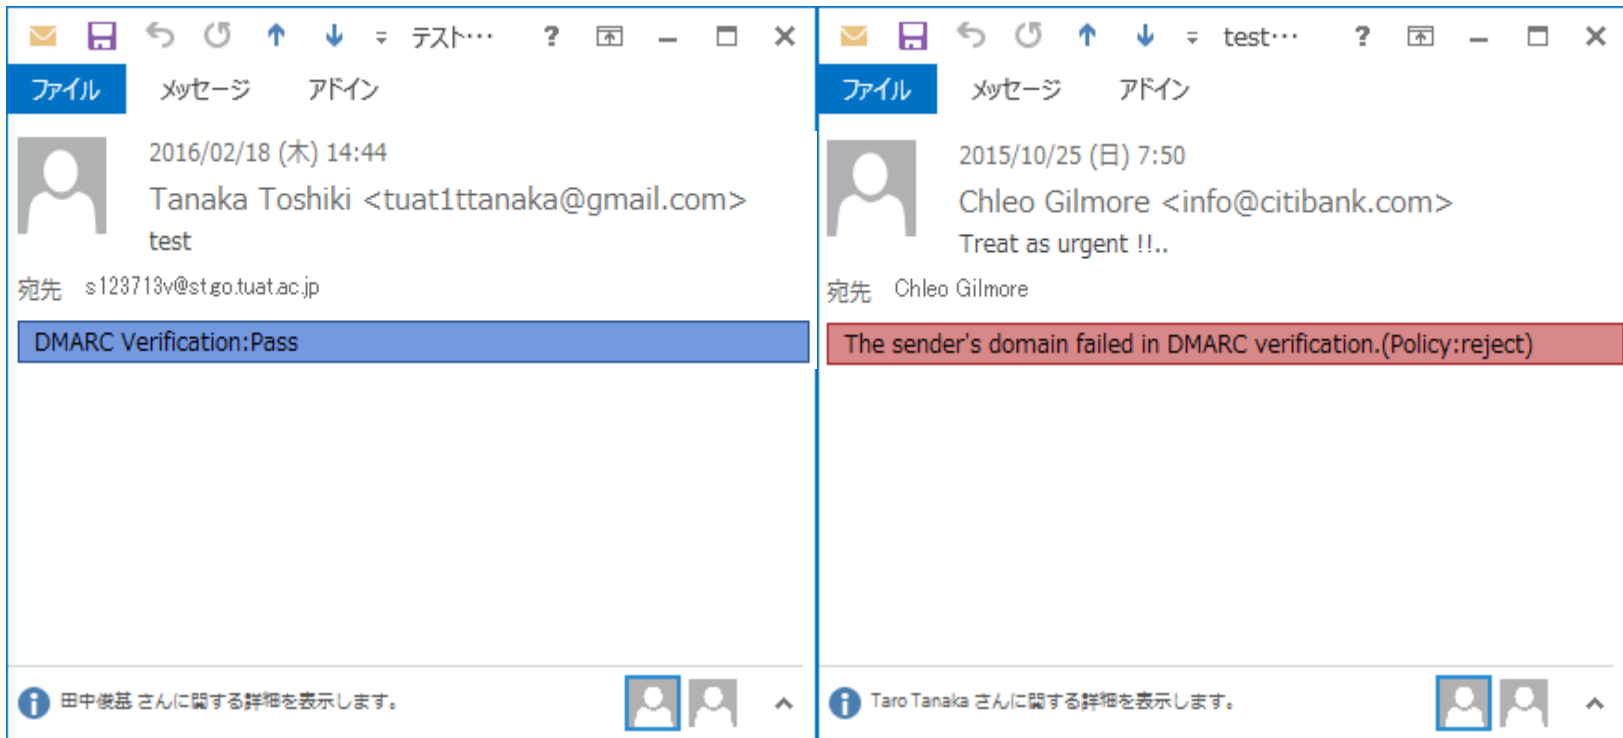 テスト…
?
ファイル
メッセージ
アドイン
2016/02/18 (木) 14:44
Tanaka Toshiki <tuat1ttanaka@gmail.com>
test
宛先 s123713v@st.go.tuat.ac.jp
DMARC Verification:Pass
田中俊基 さんに関する詳細を表示します。
test…
?
ファイル
メッセージ
アドイン
2015/10/25 (日) 7:50
Chleo Gilmore <info@citibank.com>
Treat as urgent !!..
宛先 Chleo Gilmore
The sender's domain failed in DMARC verification.(Policy:reject)
Taro Tanaka さんに関する詳細を表示します。